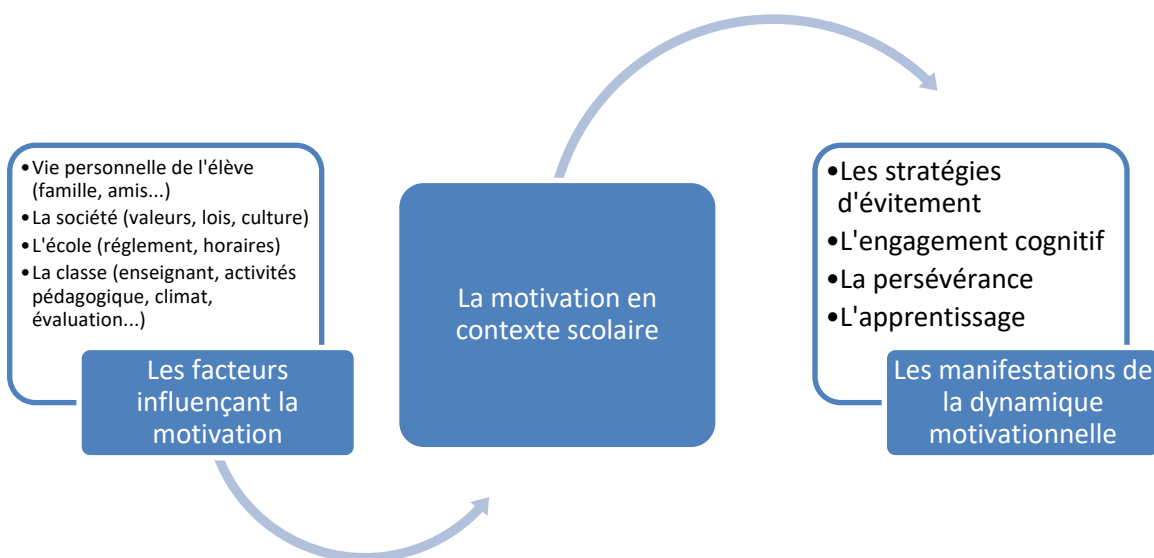 •Vie personnelle de l'élève
(famille, amis...)
•La société (valeurs, lois, culture)
•L'école (réglement, horaires)
•La classe (enseignant, activités
pédagogique, climat,
évaluation...)
Les facteurs
influençant la
motivation
La motivation en
contexte scolaire
•Les stratégies
d'évitement
•L'engagement cognitif
•La persévérance
•L'apprentissage
Les manifestations de
la dynamique
motivationnelle